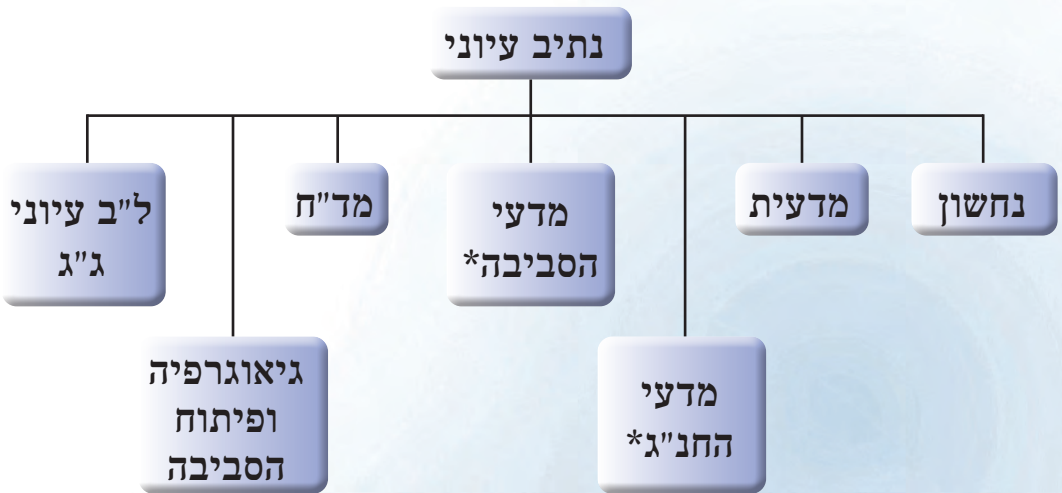 נתיב עיוני
נחשון
מדעית
מדעי
הסביבה*
מד"ח
ל"ב עיוני
ג"ג
מדעי
החנ"ג*
גיאוגרפיה
ופיתוח
הסביבה